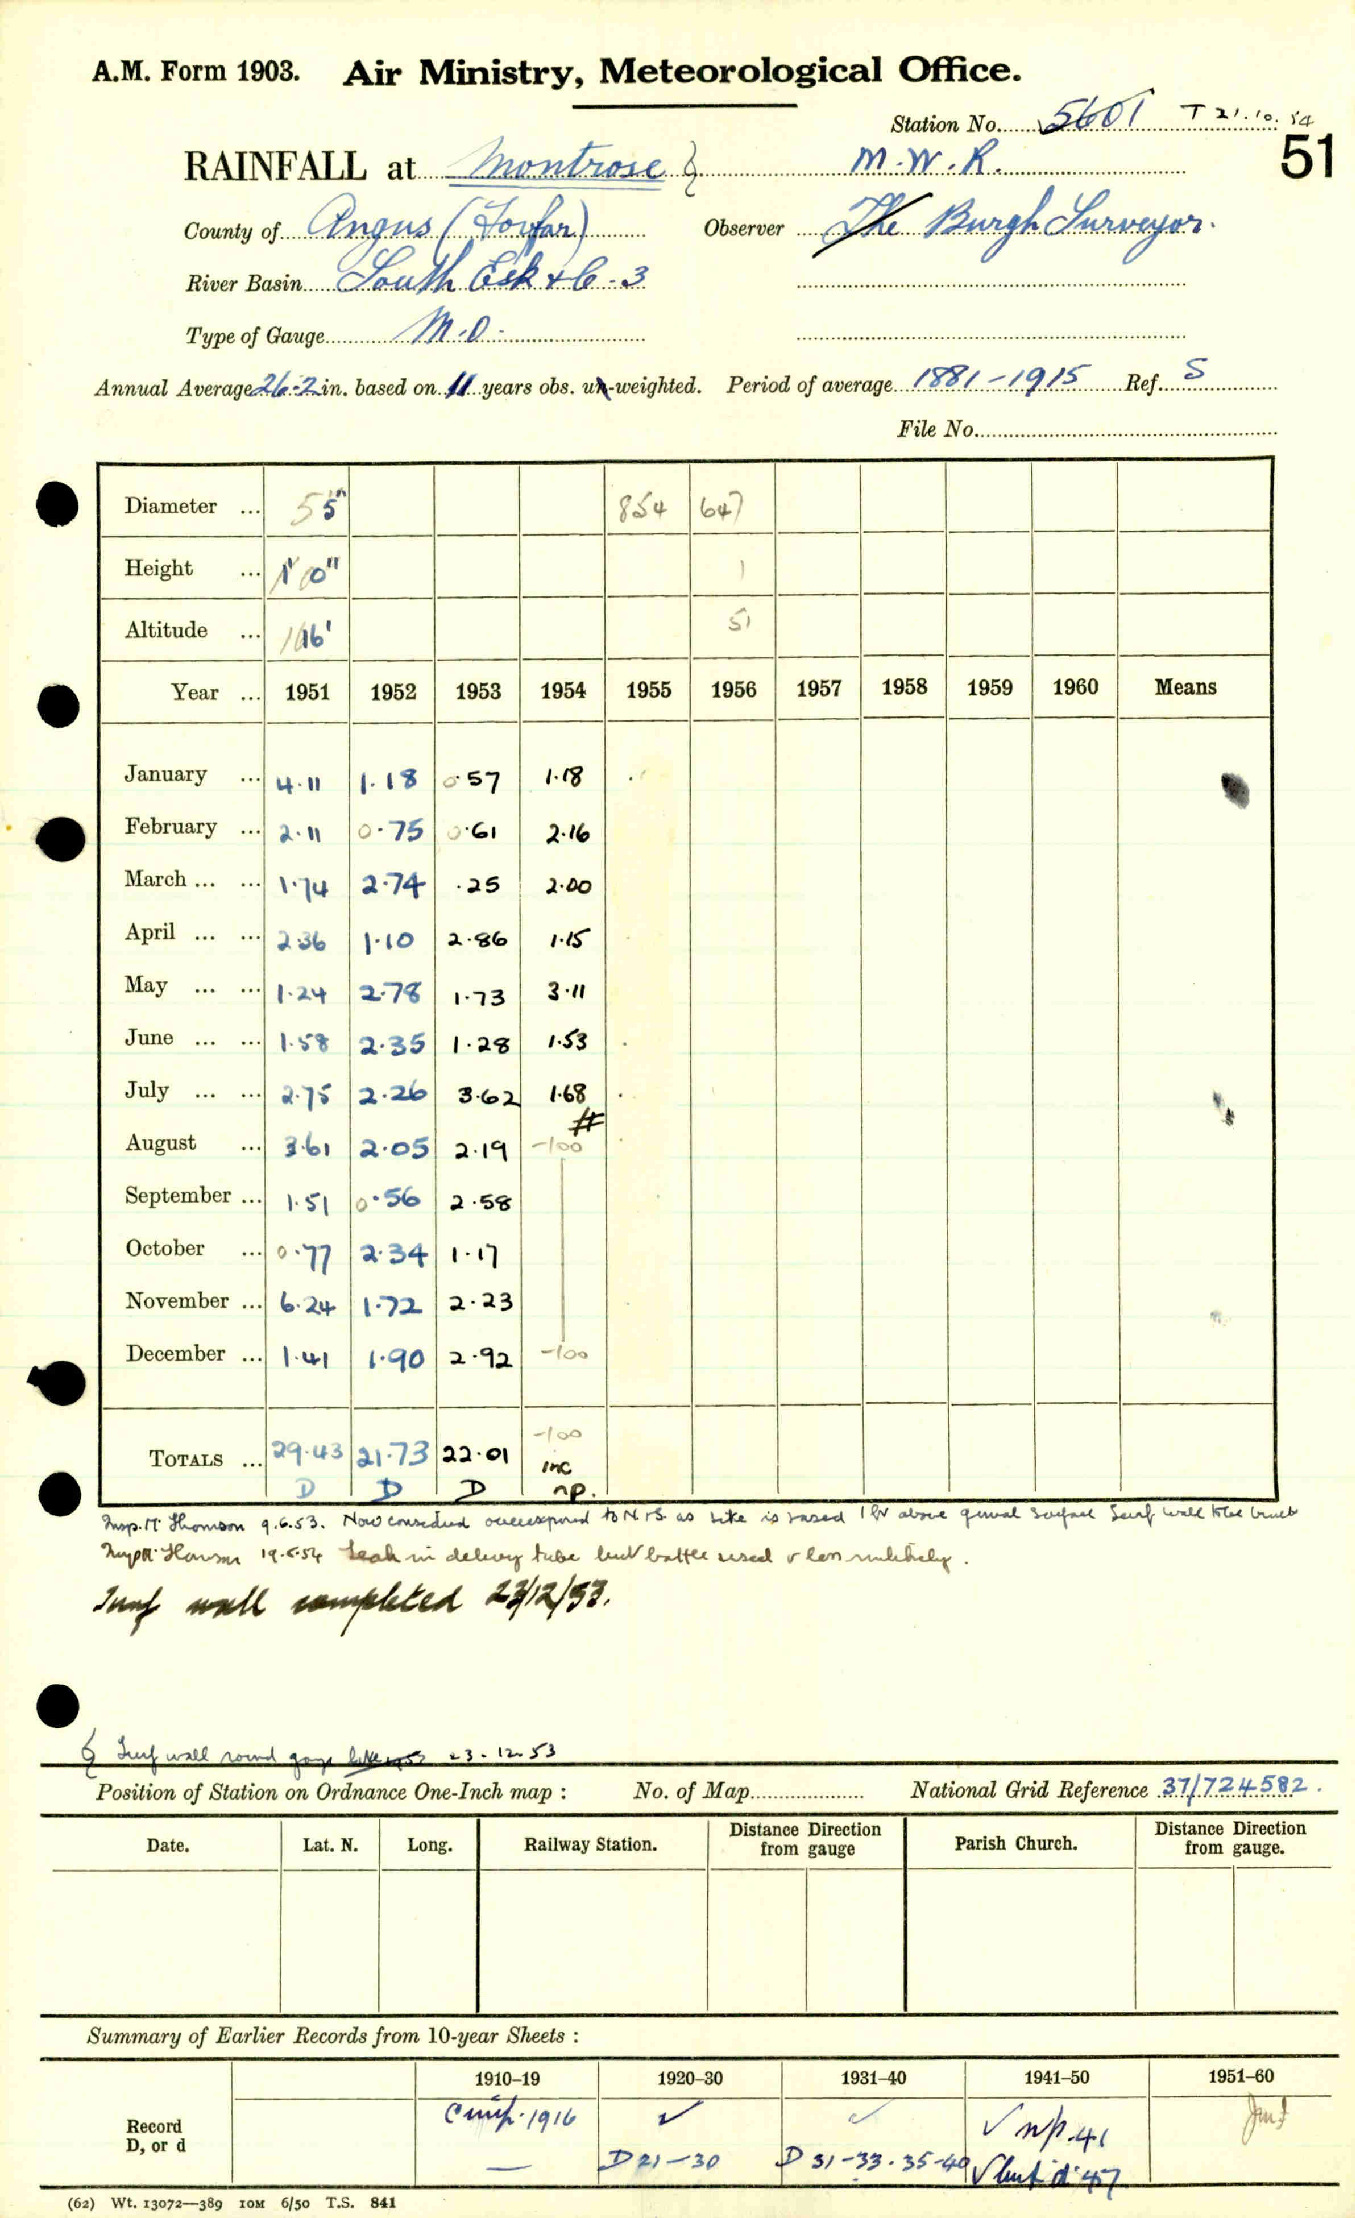 A.M. Form 1903. Air Ministry, Meteorological Office.
Station No. 5601 T 21.10.54
51
RAINFALL at Montrose M.W.R.
County of Angus (Forfar) Observer The Burgh Surveyor.
River Basin South Esk & C-3
Type of Gauge M.O.
Annual Average 26.2 in. based on 11 years obs. un-weighted. Period of average 1881-1915 Ref. S
File No.
Diameter ... 5" 854 647
Height ... 1' 0" 1
Altitude ... 16' 51
Year ... 1951 1952 1953 1954 1955 1956 1957 1958 1959 1960 Means
January ... 4.11 1.18 0.57 1.18
February ... 2.11 0.75 0.61 2.16
March ... ... 1.74 2.74 .25 2.00
April ... ... 2.36 1.10 2.86 1.15
May ... ... 1.24 2.78 1.73 3.11
June ... ... 1.58 2.35 1.28 1.53
July ... ... 2.75 2.26 3.62 1.68
August ... 3.61 2.05 2.19 -100
September ... 1.51 0.56 2.58
October ... 0.77 2.34 1.17
November ... 6.24 1.72 2.23
December ... 1.41 1.90 2.92 -100
TOTALS ... 29.43 21.73 22.01 -100 inc np.
D D D
Insp. Mr Thomson 9.6.53. Now considered overexposed to N & S. as site is raised 1 ft above general surface Turf wall to be built
19.5.54 Leak in delivery tube but bottle used & loss unlikely.
Turf wall completed 23/12/53.
Turf wall round gauge 23-12-53
Position of Station on Ordnance One-Inch map : No. of Map National Grid Reference 37/724582.
Date. Lat. N. Long. Railway Station. Distance Direction from gauge Parish Church. Distance Direction from gauge.
Summary of Earlier Records from 10-year Sheets :
1910–19 1920–30 1931–40 1941–50 1951–60
Record D, or d
1916 ✓ ✓ ✓ np. 41
— D 21-30 D 31-33. 35-40 ✓ but 'd' 47
(62) Wt. 13072—389 10M 6/50 T.S. 841